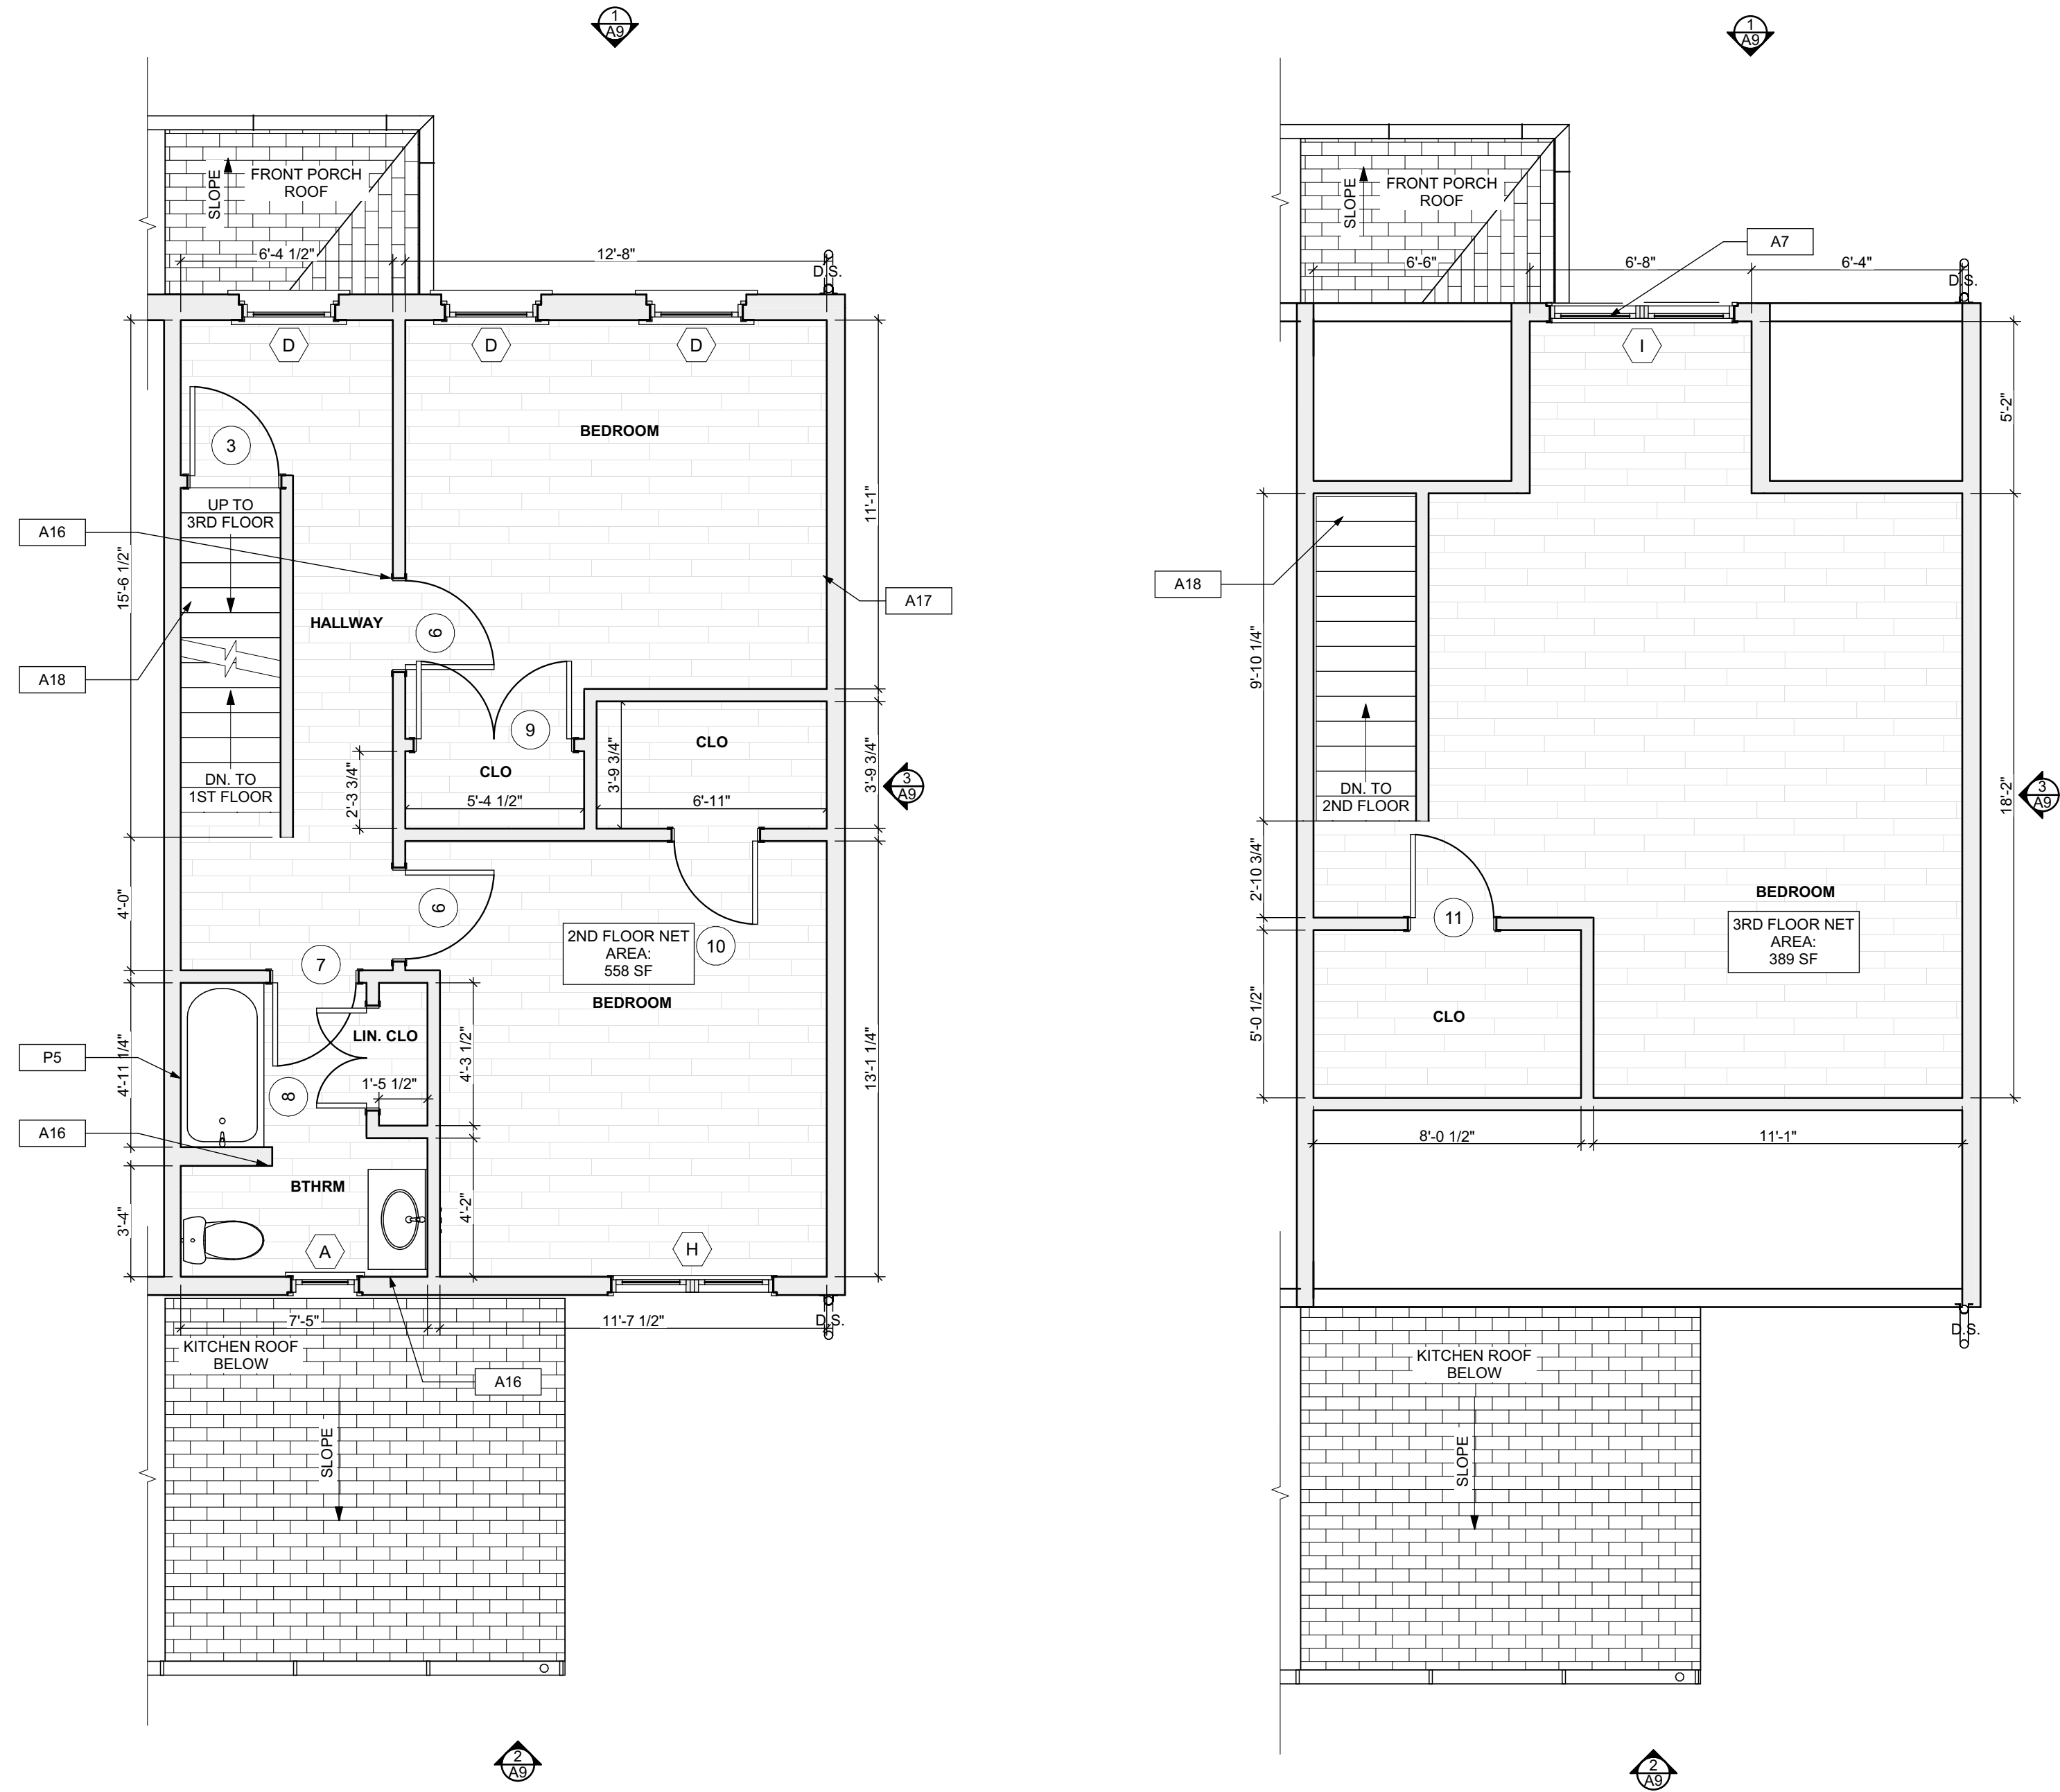 1
A9
SLOPE
FRONT PORCH
ROOF
6'-4 1/2"
12'-8"
D.S.
D
D
D
3
BEDROOM
UP TO
3RD FLOOR
A16
11'-1"
15'-6 1/2"
A17
HALLWAY
6
A18
9
CLO
CLO
3'-9 3/4"
3'-9 3/4"
2'-3 3/4"
5'-4 1/2"
6'-11"
3
A9
DN. TO
1ST FLOOR
4'-0"
6
2ND FLOOR NET
AREA:
558 SF
10
7
BEDROOM
LIN. CLO
P5
4'-11 1/4"
4'-3 1/2"
13'-1 1/4"
1'-5 1/2"
8
A16
BTHRM
3'-4"
4'-2"
A
H
7'-5"
11'-7 1/2"
D.S.
KITCHEN ROOF
BELOW
A16
SLOPE
2
A9
1
A9
SLOPE
FRONT PORCH
ROOF
A7
6'-6"
6'-8"
6'-4"
D.S.
I
5'-2"
A18
9'-10 1/4"
DN. TO
2ND FLOOR
18'-2"
3
A9
2'-10 3/4"
BEDROOM
11
3RD FLOOR NET
AREA:
389 SF
CLO
5'-0 1/2"
8'-0 1/2"
11'-1"
D.S.
KITCHEN ROOF
BELOW
SLOPE
2
A9